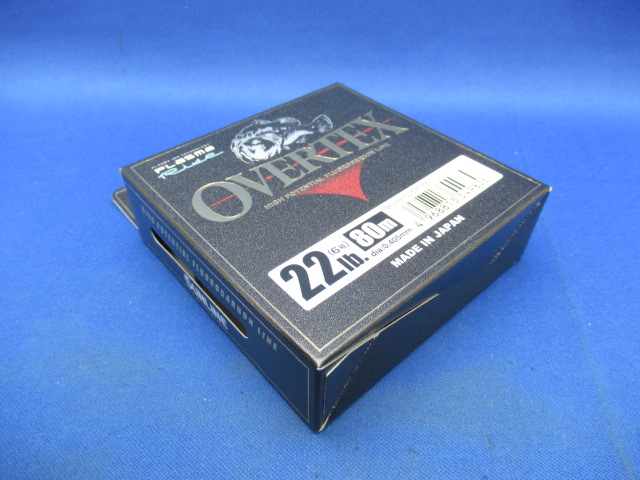 PLASMA
OVERTEX
HIGH POTENTIAL FLUOROCARBON LINE
22lb.
(6号)
80m
dia.0.405mm
MADE IN JAPAN
HIGH POTENTIAL FLUOROCARBON LINE
SUNLINE